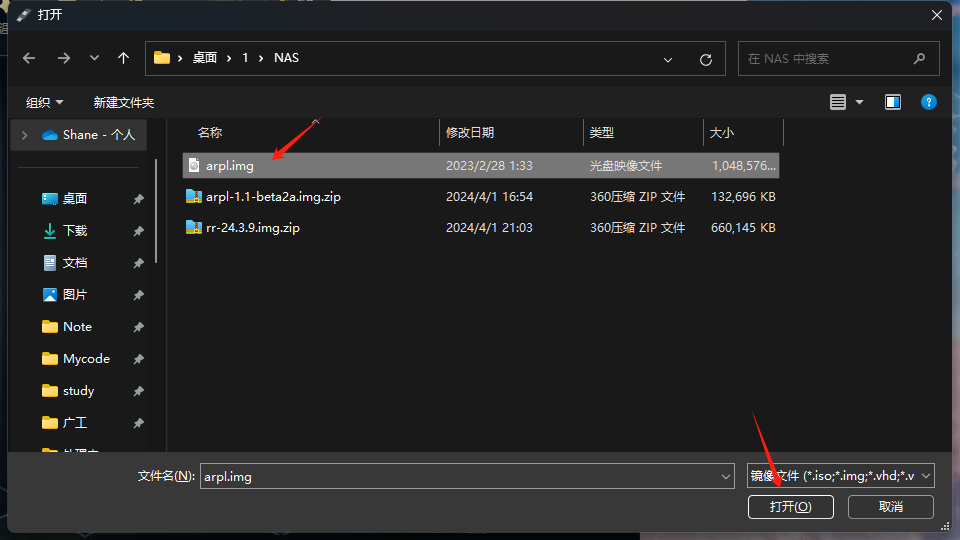 打开
桌面 1 NAS
在 NAS 中搜索
组织 新建文件夹
Shane - 个人
桌面
下载
文档
图片
Note
Mycode
study
广工
名称 修改日期 类型 大小
arpl.img 2023/2/28 1:33 光盘映像文件 1,048,576...
arpl-1.1-beta2a.img.zip 2024/4/1 16:54 360压缩 ZIP 文件 132,696 KB
rr-24.3.9.img.zip 2024/4/1 21:03 360压缩 ZIP 文件 660,145 KB
文件名(N): arpl.img 镜像文件 (*.iso;*.img;*.vhd;*.v
打开(O) 取消